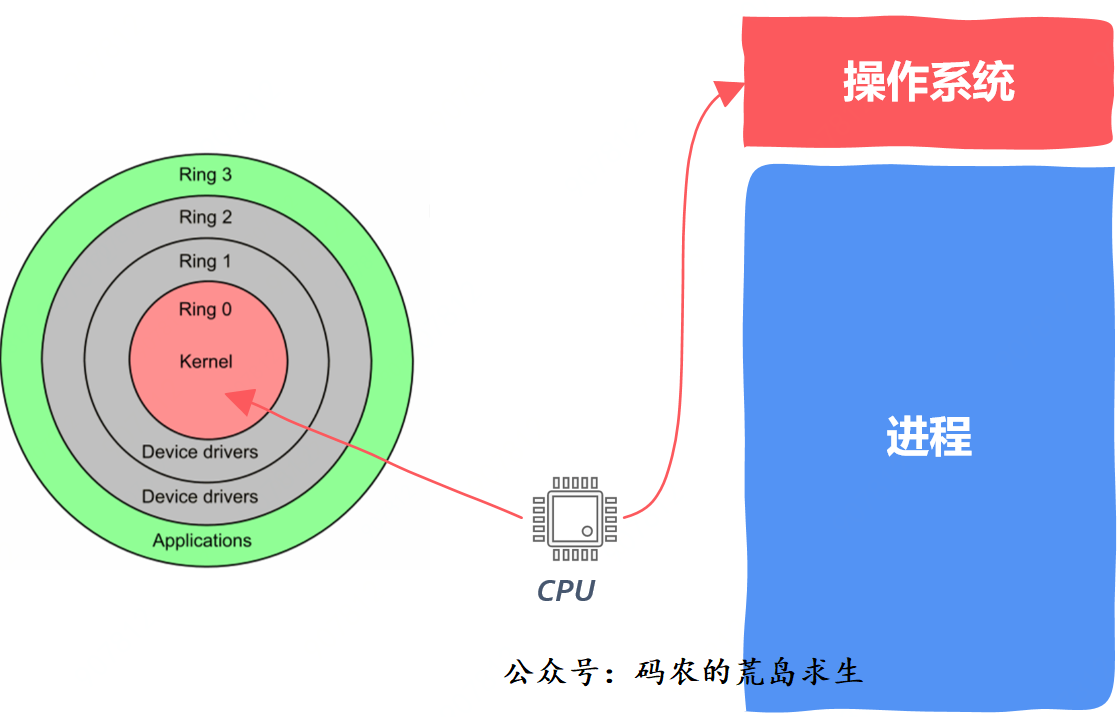 Ring 3
Ring 2
Ring 1
Ring 0
Kernel
Device drivers
Device drivers
Applications
CPU
操作系统
进程
公众号：码农的荒岛求生